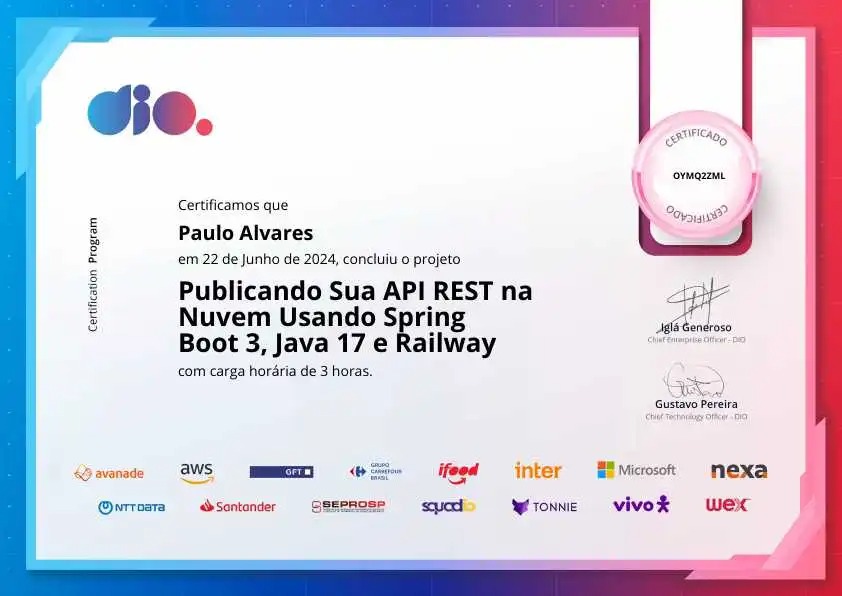 dio.
CERTIFICADO
OYMQ2ZML
CERTIFICADO
Certification Program
Certificamos que
Paulo Alvares
em 22 de Junho de 2024, concluiu o projeto
Publicando Sua API REST na
Nuvem Usando Spring
Boot 3, Java 17 e Railway
com carga horária de 3 horas.
Iglá Generoso
Chief Enterprise Officer - DIO
Gustavo Pereira
Chief Technology Officer - DIO
avanade
aws
GFT
GRUPO
CARREFOUR
BRASIL
ifood
inter
Microsoft
nexa
NTT DATA
Santander
SEPROSP
squadio
TONNIE
vivo
wex